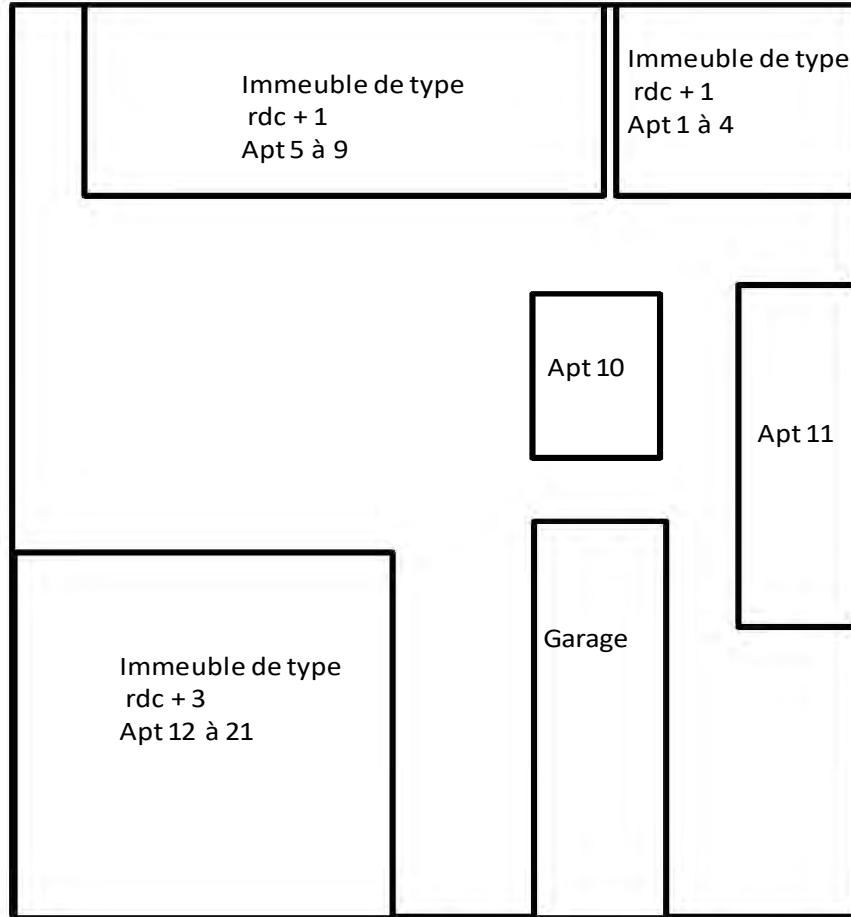 Immeuble de type
rdc + 1
Apt 5 à 9
Immeuble de type
rdc + 1
Apt 1 à 4
Apt 10
Apt 11
Garage
Immeuble de type
rdc + 3
Apt 12 à 21